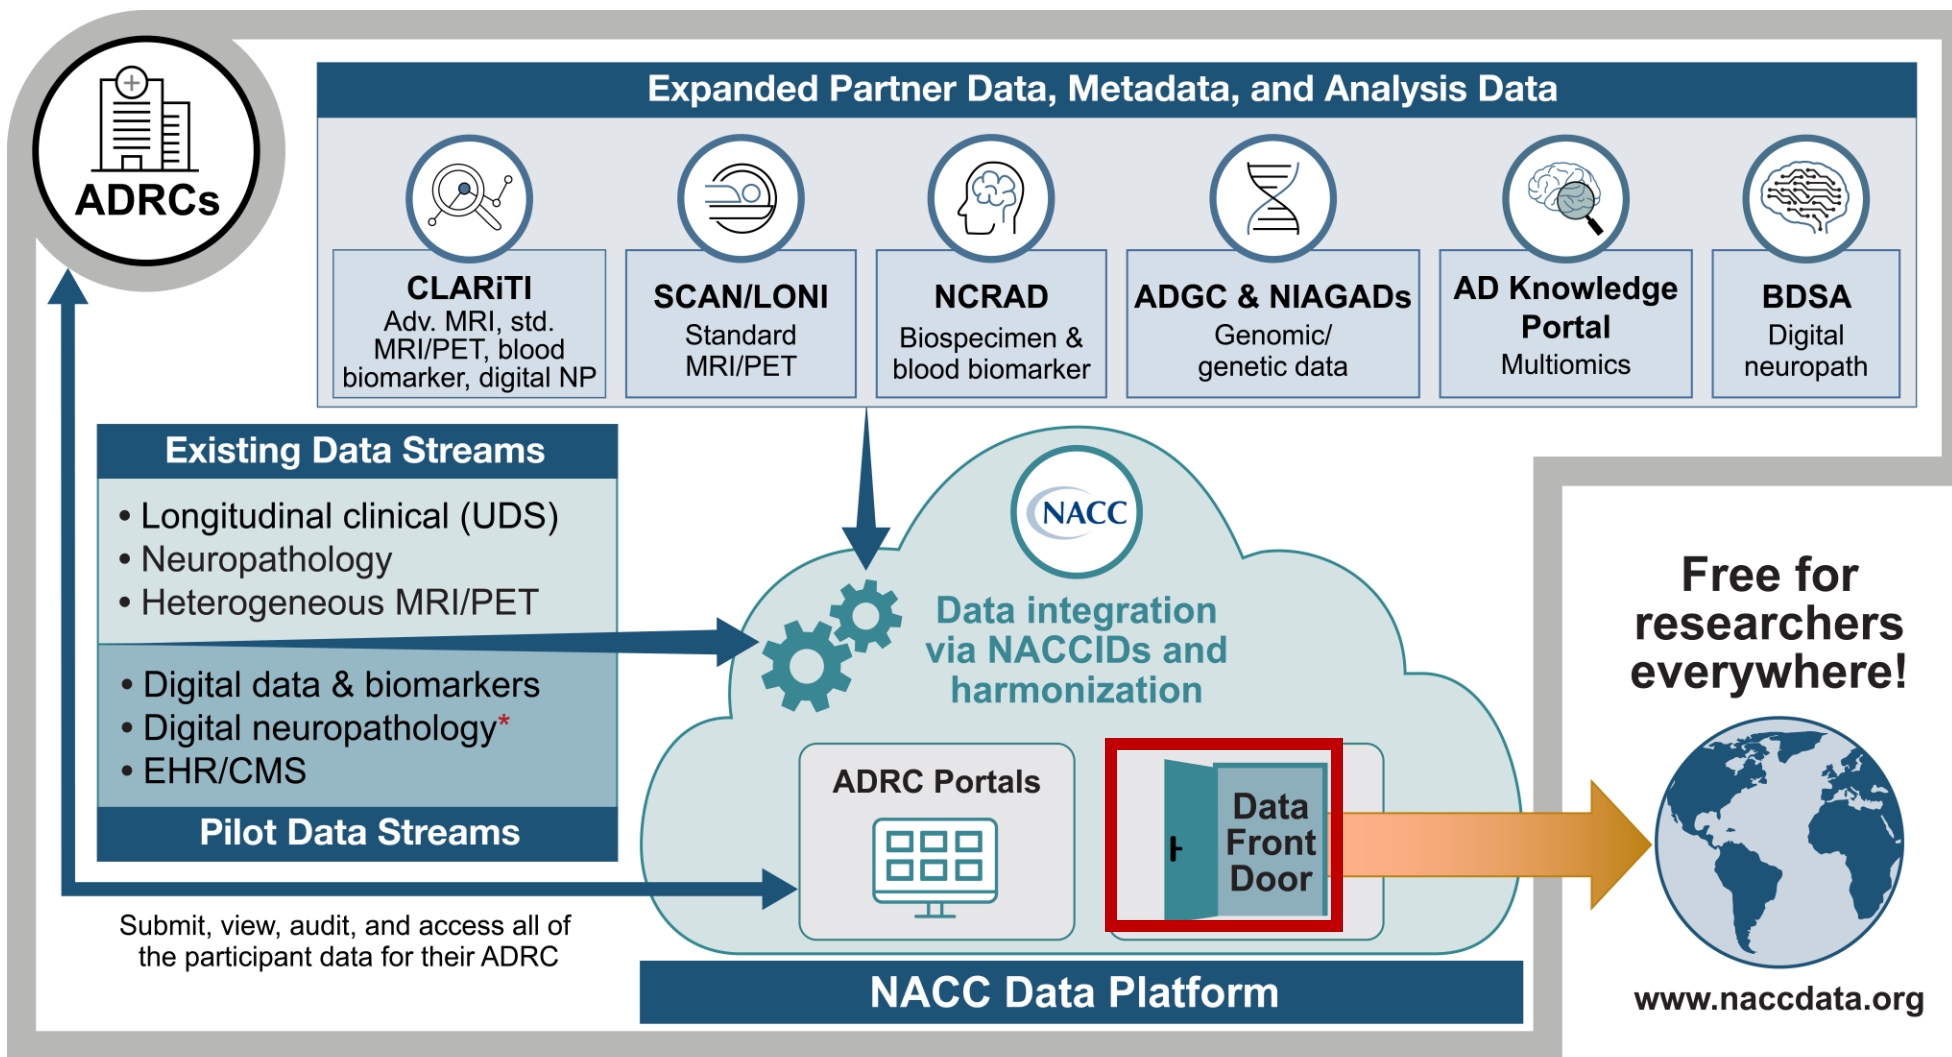 ADRCs
Expanded Partner Data, Metadata, and Analysis Data
CLARiTI
Adv. MRI, std.
MRI/PET, blood
biomarker, digital NP
SCAN/LONI
Standard
MRI/PET
NCRAD
Biospecimen &
blood biomarker
ADGC & NIAGADs
Genomic/
genetic data
AD Knowledge
Portal
Multiomics
BDSA
Digital
neuropath
Existing Data Streams
• Longitudinal clinical (UDS)
• Neuropathology
• Heterogeneous MRI/PET
• Digital data & biomarkers
• Digital neuropathology*
• EHR/CMS
Pilot Data Streams
Submit, view, audit, and access all of
the participant data for their ADRC
NACC
Data integration
via NACCIDs and
harmonization
ADRC Portals
Data
Front
Door
NACC Data Platform
Free for
researchers
everywhere!
www.naccdata.org